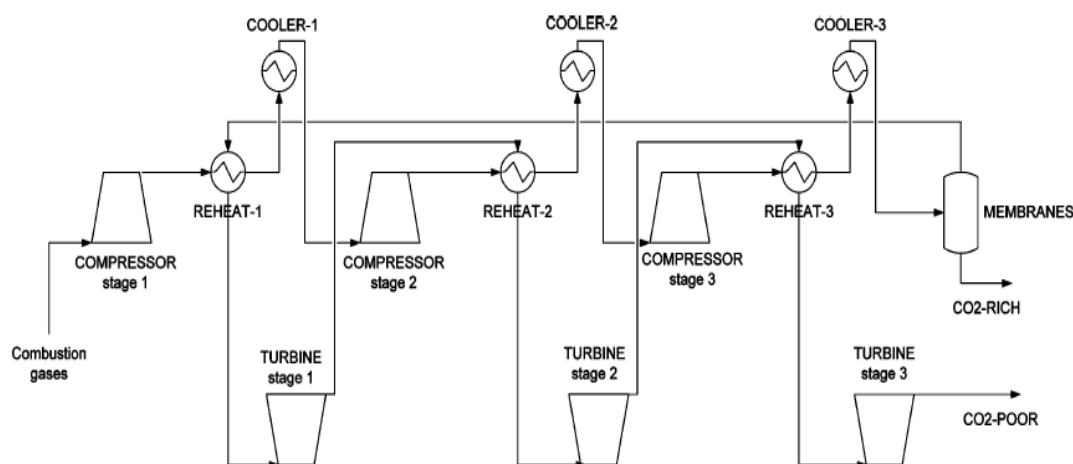 COOLER-1
COOLER-2
COOLER-3
REHEAT-1
REHEAT-2
REHEAT-3
MEMBRANES
COMPRESSOR
stage 1
COMPRESSOR
stage 2
COMPRESSOR
stage 3
CO2-RICH
Combustion
gases
TURBINE
stage 1
TURBINE
stage 2
TURBINE
stage 3
CO2-POOR